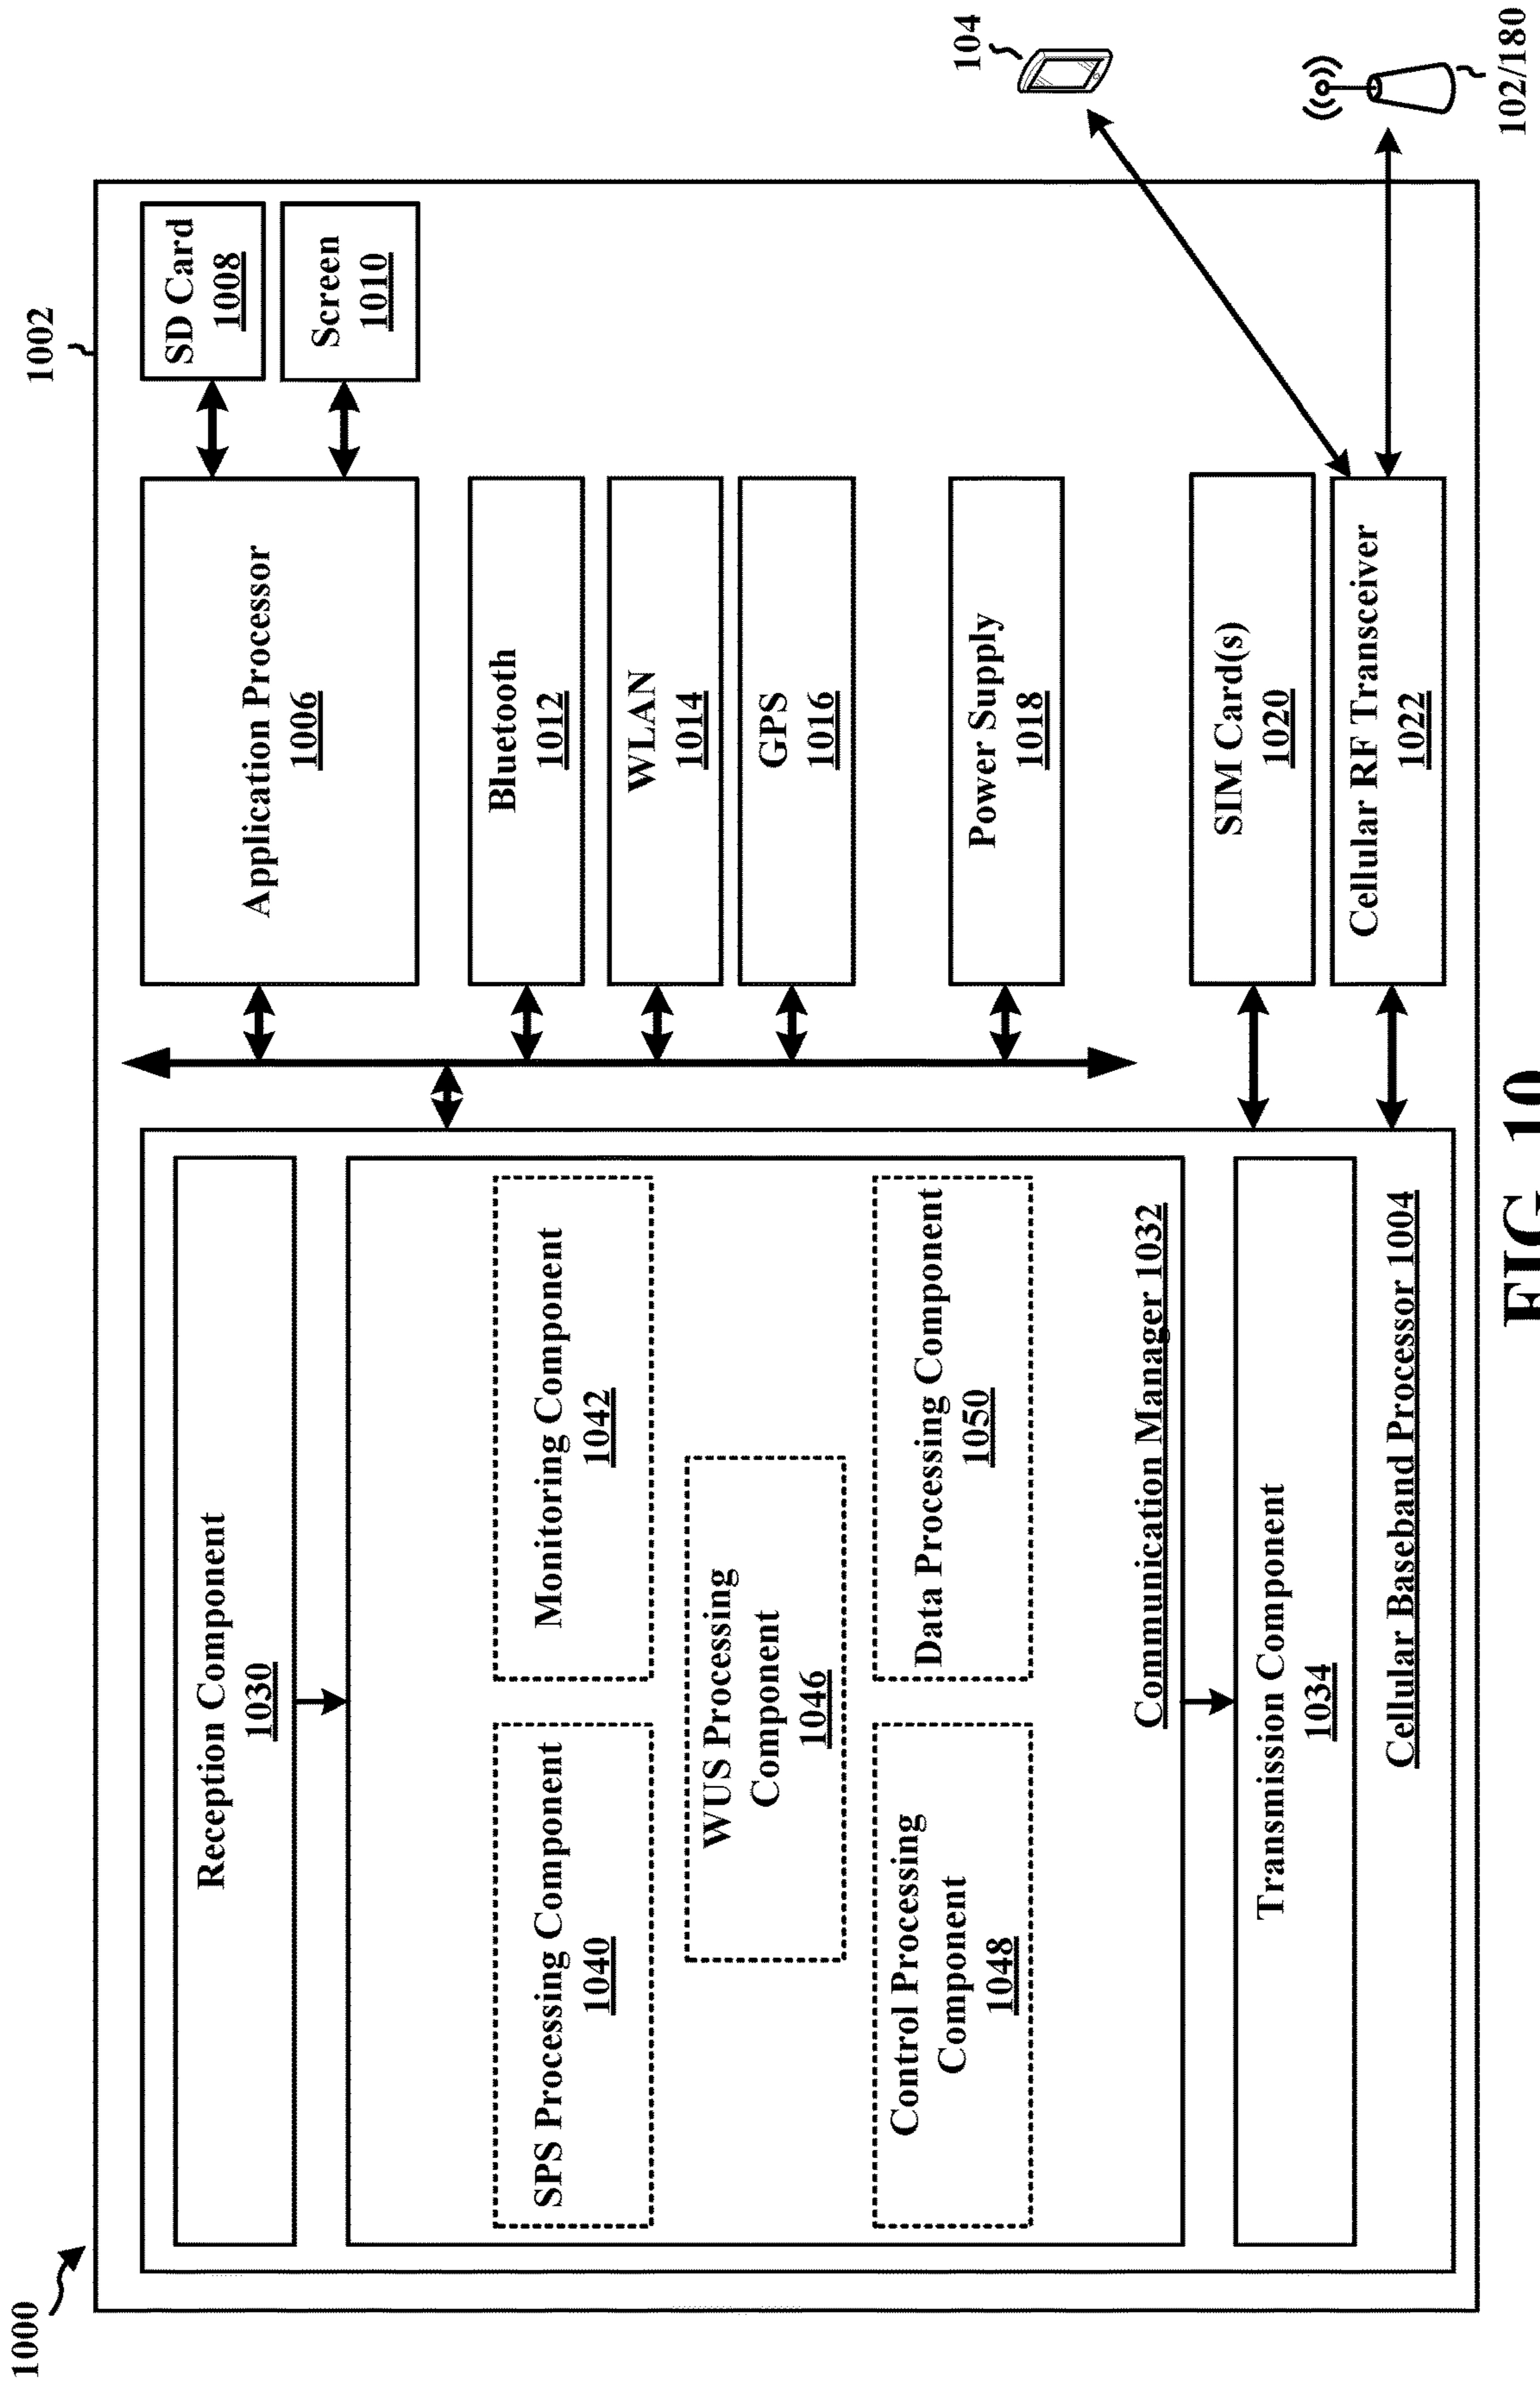 1000
1002
Reception Component
1030
SPS Processing Component
1040
Monitoring Component
1042
WUS Processing
Component
1046
Control Processing
Component
1048
Data Processing Component
1050
Communication Manager 1032
Transmission Component
1034
Cellular Baseband Processor 1004
Application Processor
1006
SD Card
1008
Screen
1010
Bluetooth
1012
WLAN
1014
GPS
1016
Power Supply
1018
SIM Card(s)
1020
Cellular RF Transceiver
1022
104
102/180
FIG. 10